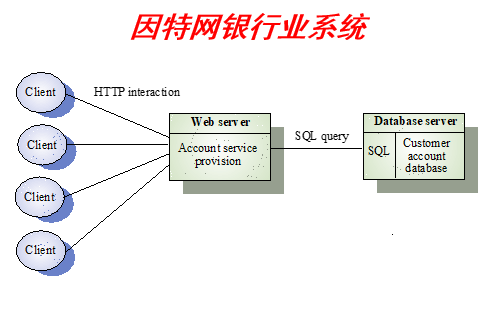 因特网银行业系统
Client
HTTP interaction
Client
Client
Client
Web server
Account service
provision
SQL query
Database server
SQL
Customer
account
database